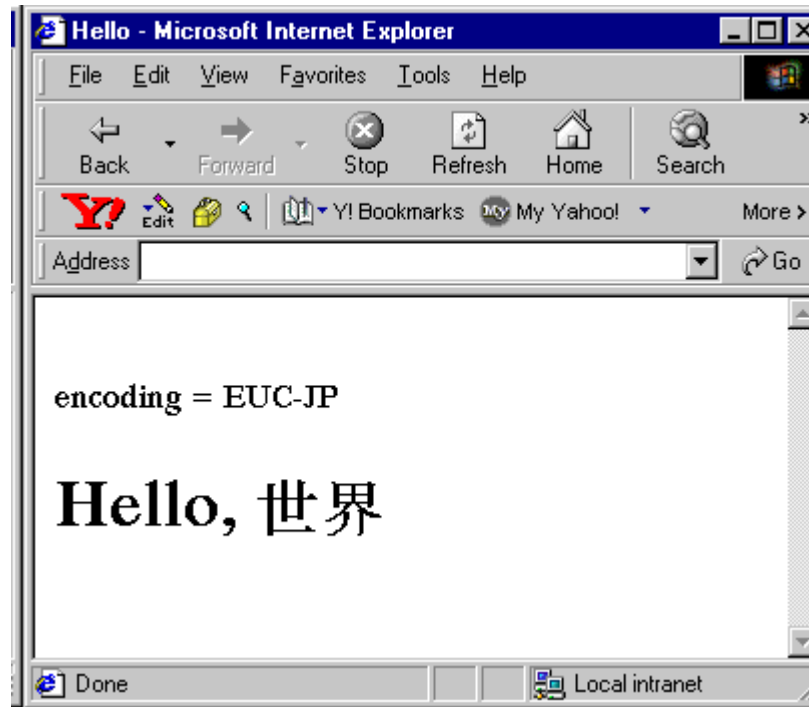 Hello - Microsoft Internet Explorer
File Edit View Favorites Tools Help
Back Forward Stop Refresh Home Search »
Y! Edit Y! Bookmarks My My Yahoo! More >
Address Go
encoding = EUC-JP
Hello, 世界
Done Local intranet